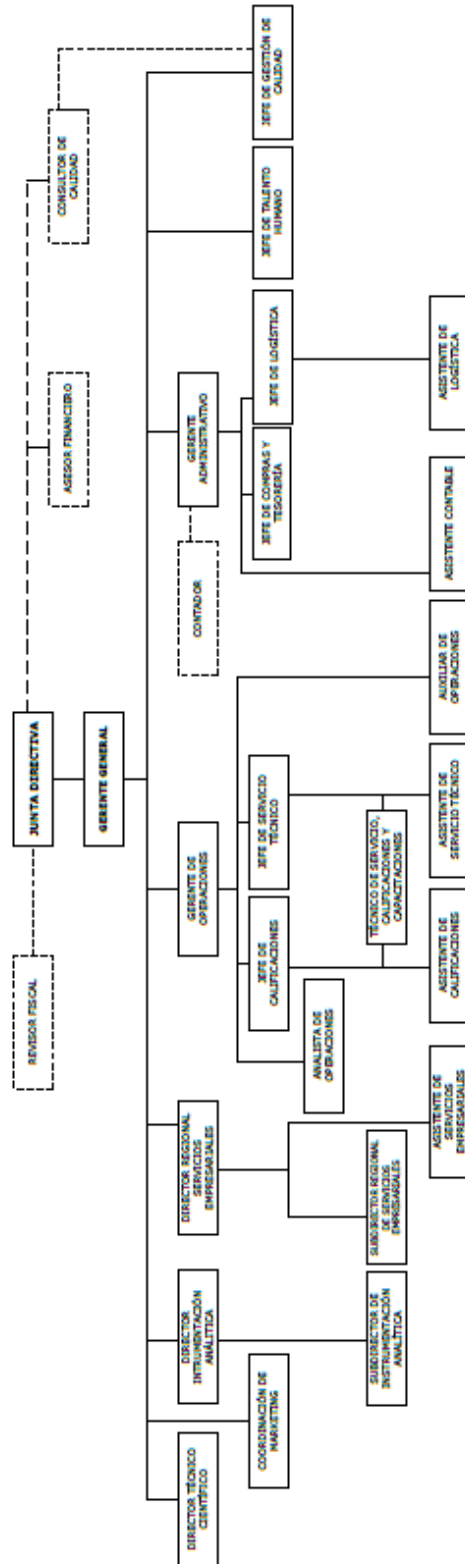 JUNTA DIRECTIVA
REVISOR FISCAL
ASESOR FINANCIERO
CONSULTOR DE
CALIDAD
GERENTE GENERAL
DIRECTOR TÉCNICO
CIENTÍFICO
COORDINACIÓN DE
MARKETING
DIRECTOR
INTRUMENTACIÓN
ANÁLITICA
SUBDIRECTOR DE
INSTRUMENTACIÓN
ANALÍTICA
DIRECTOR REGIONAL
SERVICIOS
EMPRESARIALES
SUBDIRECTOR REGIONAL
DE SERVICIOS
EMPRESARIALES
ASISTENTE DE
SERVICIOS
EMPRESARIALES
GERENTE DE
OPERACIONES
ANALISTA DE
OPERACIONES
JEFE DE
CALIFICACIONES
JEFE DE SERVICIO
TÉCNICO
TÉCNICO DE SERVICIO,
CALIFICACIONES Y
CAPACITACIONES
ASISTENTE DE
CALIFICACIONES
ASISTENTE DE
SERVICIO TÉCNICO
AUXILIAR DE
OPERACIONES
GERENTE
ADMINISTRATIVO
CONTADOR
JEFE DE COMPRAS Y
TESORERÍA
JEFE DE LOGÍSTICA
ASISTENTE CONTABLE
ASISTENTE DE
LOGÍSTICA
JEFE DE TALENTO
HUMANO
JEFE DE GESTIÓN DE
CALIDAD